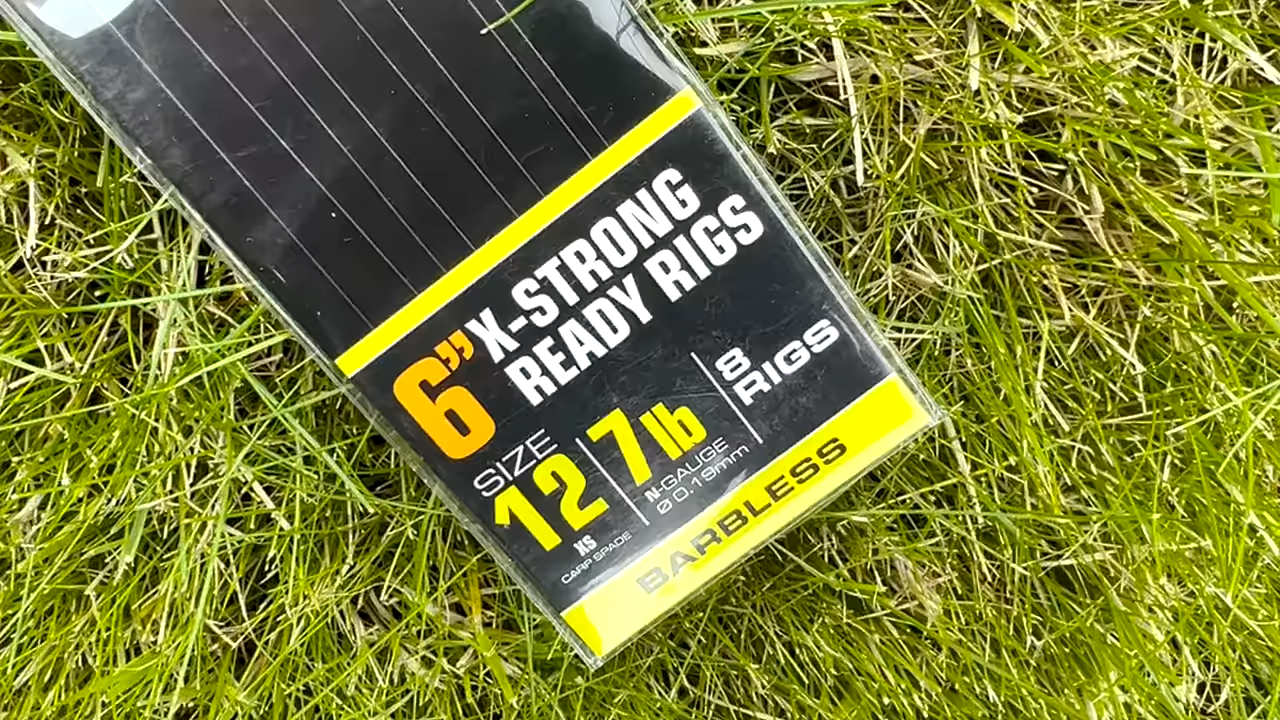 6” X-STRONG
READY RIGS
SIZE
12
XS
CARP SPADE
7lb
N-GAUGE
Ø 0.19mm
8
RIGS
BARBLESS